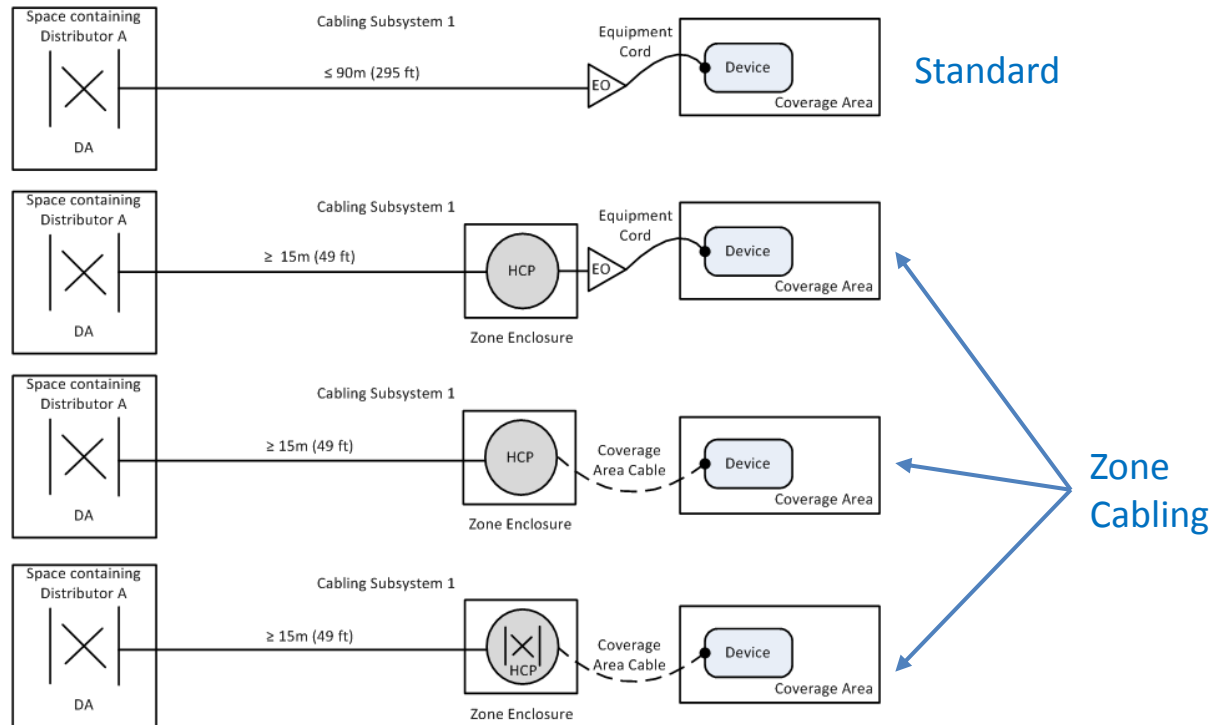 Space containing
Distributor A
DA
Cabling Subsystem 1
≤ 90m (295 ft)
EO
Equipment
Cord
Device
Coverage Area
Standard
Space containing
Distributor A
DA
Cabling Subsystem 1
≥ 15m (49 ft)
HCP
Zone Enclosure
EO
Equipment
Cord
Device
Coverage Area
Space containing
Distributor A
DA
Cabling Subsystem 1
≥ 15m (49 ft)
HCP
Zone Enclosure
Coverage
Area Cable
Device
Coverage Area
Zone
Cabling
Space containing
Distributor A
DA
Cabling Subsystem 1
≥ 15m (49 ft)
HCP
Zone Enclosure
Coverage
Area Cable
Device
Coverage Area